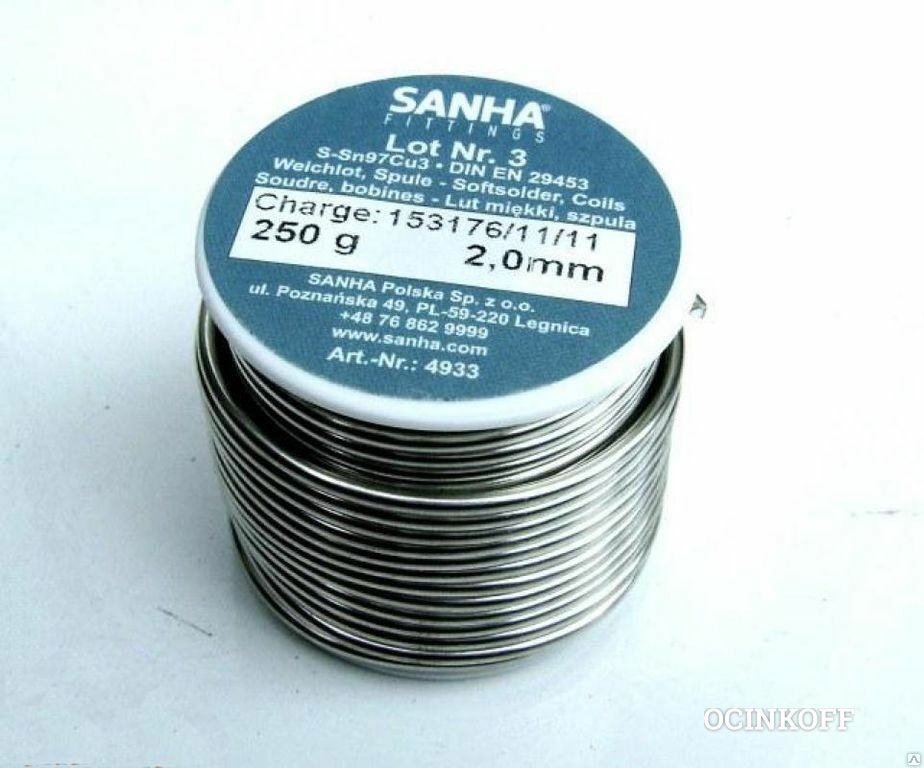 SANHA®
FITTINGS
Lot Nr. 3
S-Sn97Cu3 • DIN EN 29453
Weichlot, Spule - Softsolder, Coils
Soudre, bobines - Lut miękki, szpula
Charge: 153176/11/11
250 g 2,0mm
SANHA Polska Sp. z o.o.
ul. Poznańska 49, PL-59-220 Legnica
+48 76 862 9999
www.sanha.com
Art.-Nr.: 4933
OCINKOFF